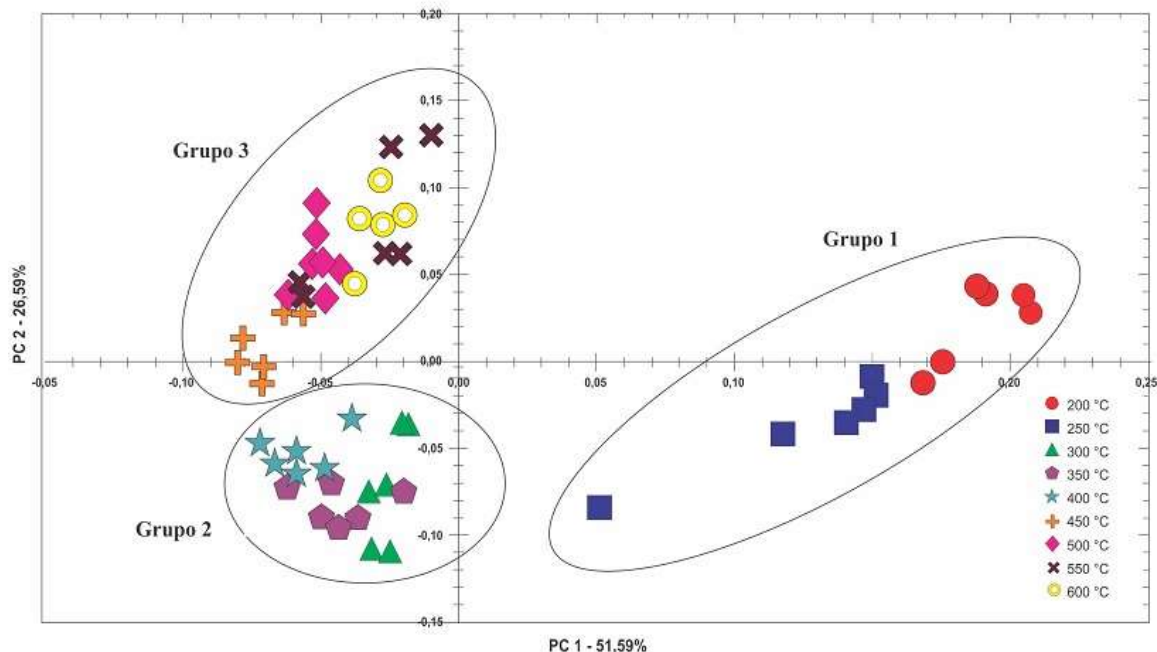 0,20
0,15
Grupo 3
0,10
Grupo 1
0,05
PC 2 - 26,59%
0,00
-0,05
-0,10
-0,05
0,00
0,05
0,10
0,20
0,25
200 °C
250 °C
-0,05
300 °C
350 °C
400 °C
450 °C
Grupo 2
-0,10
500 °C
550 °C
600 °C
-0,15
PC 1 - 51.59%